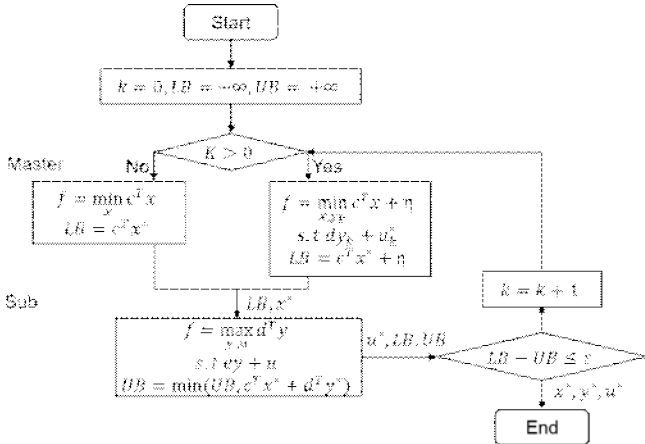 Start
k = 0, LB = −∞, UB = +∞
K > 0
Master
No
Yes
f = min c^T x
LB = c^T x*
f = min c^T x + η
s.t dy_k + u_k*
LB = c^T x* + η
Sub
LB, x*
k = k + 1
f = max d^T y
y,u
s.t ey + u
UB = min(UB, c^T x* + d^T y*)
u*, LB, UB
LB − UB ≤ ε
x*, y*, u*
End